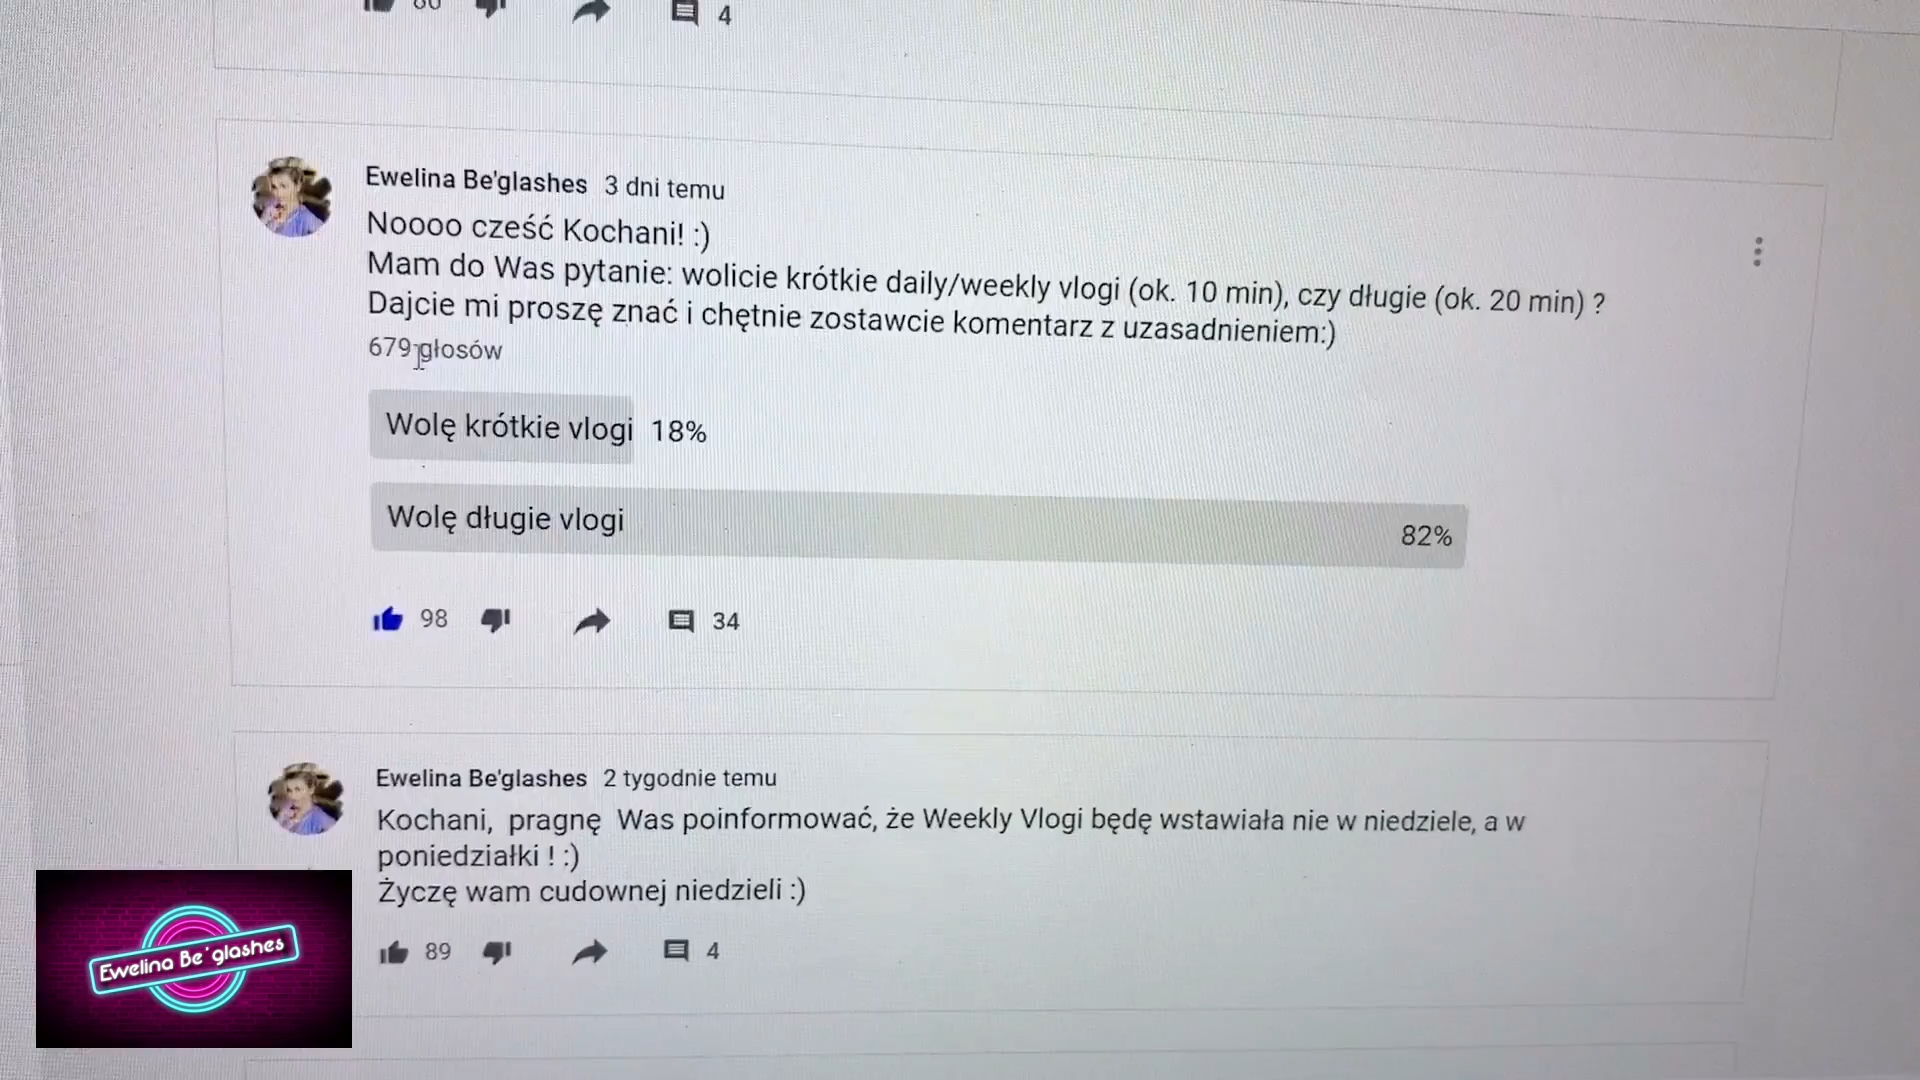 4
Ewelina Be'glashes 3 dni temu
Noooo cześć Kochani! :)
Mam do Was pytanie: wolicie krótkie daily/weekly vlogi (ok. 10 min), czy długie (ok. 20 min) ?
Dajcie mi proszę znać i chętnie zostawcie komentarz z uzasadnieniem:)
679 głosów
Wolę krótkie vlogi 18%
Wolę długie vlogi 82%
98 34
Ewelina Be'glashes 2 tygodnie temu
Kochani, pragnę Was poinformować, że Weekly Vlogi będę wstawiała nie w niedziele, a w
poniedziałki ! :)
Życzę wam cudownej niedzieli :)
89 4
Ewelina Be'glashes